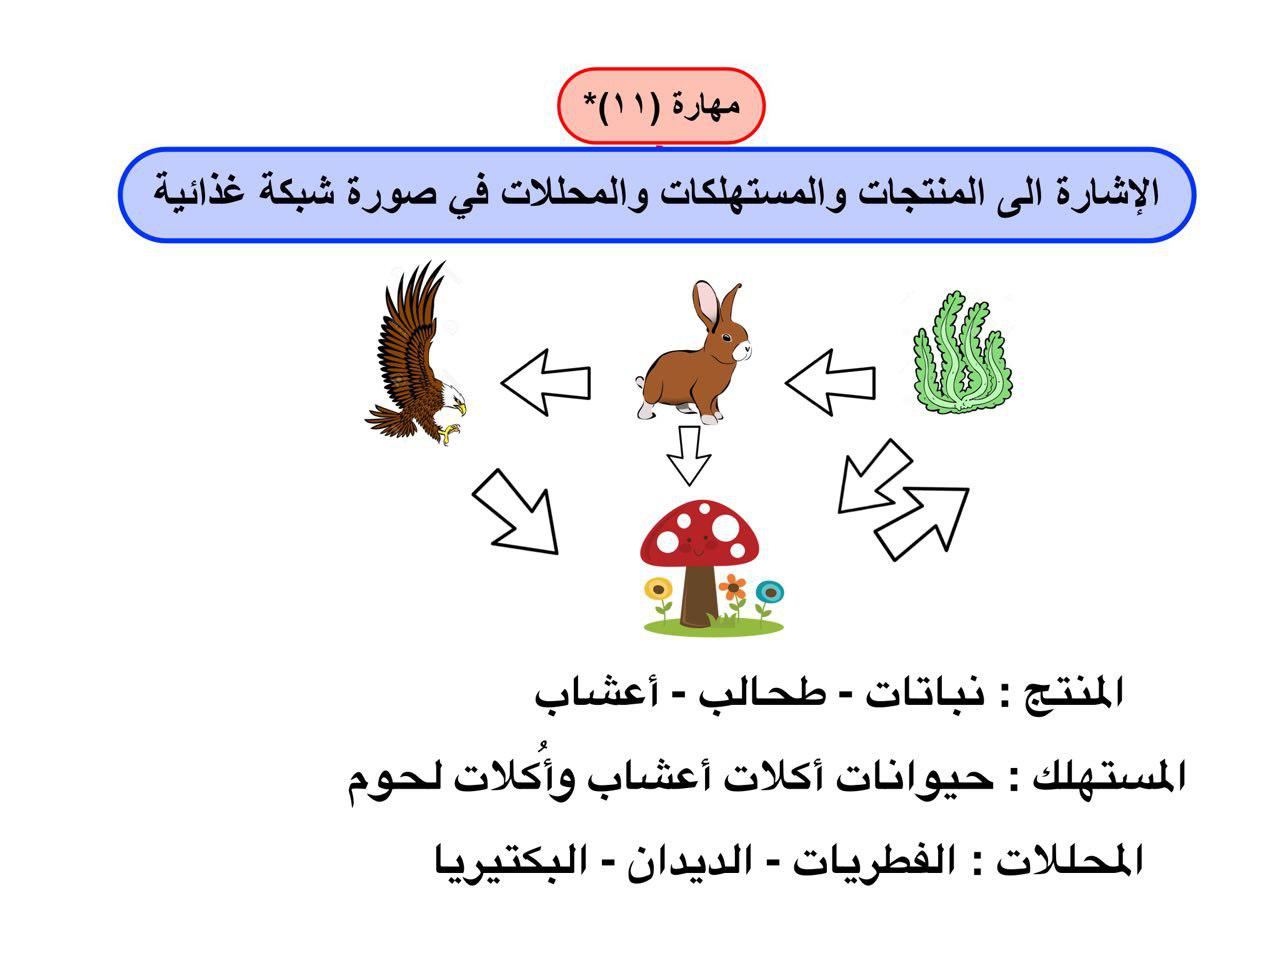 مهارة (١١)*
الإشارة الى المنتجات والمستهلكات والمحللات في صورة شبكة غذائية
المنتج : نباتات - طحالب - أعشاب
المستهلك : حيوانات أكلات أعشاب وأُكلات لحوم
المحللات : الفطريات - الديدان - البكتيريا